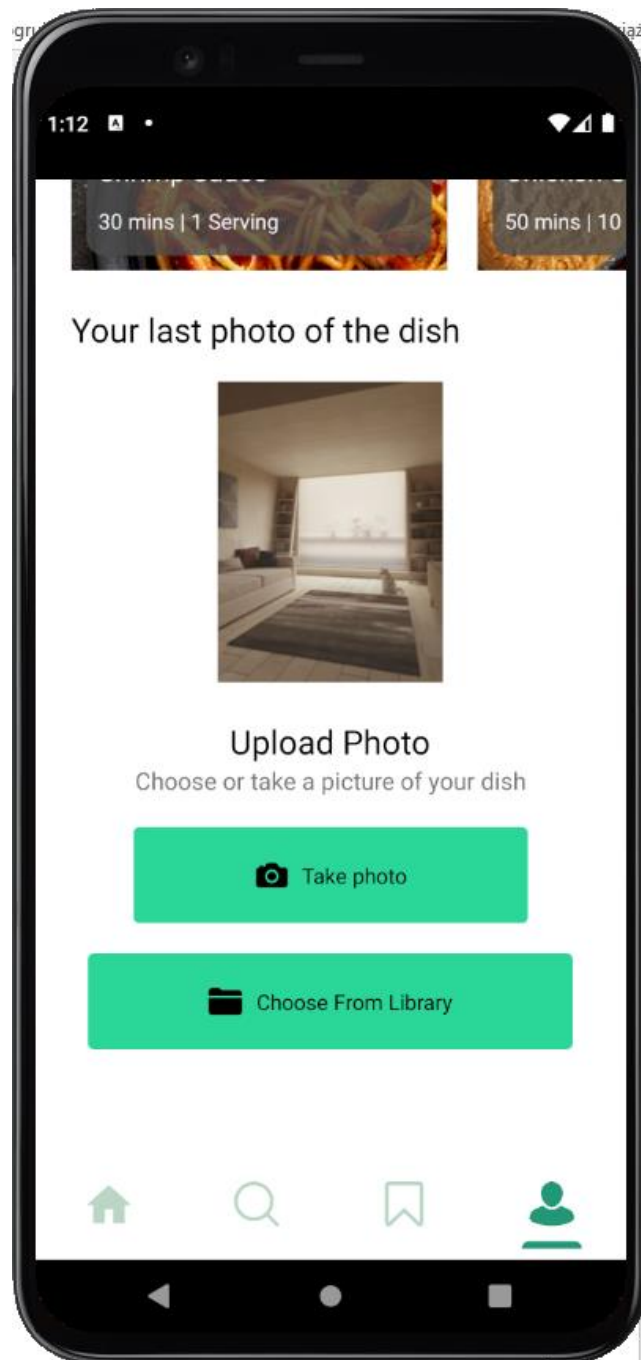 1:12 A
30 mins | 1 Serving
50 mins | 10
Your last photo of the dish
Upload Photo
Choose or take a picture of your dish
Take photo
Choose From Library